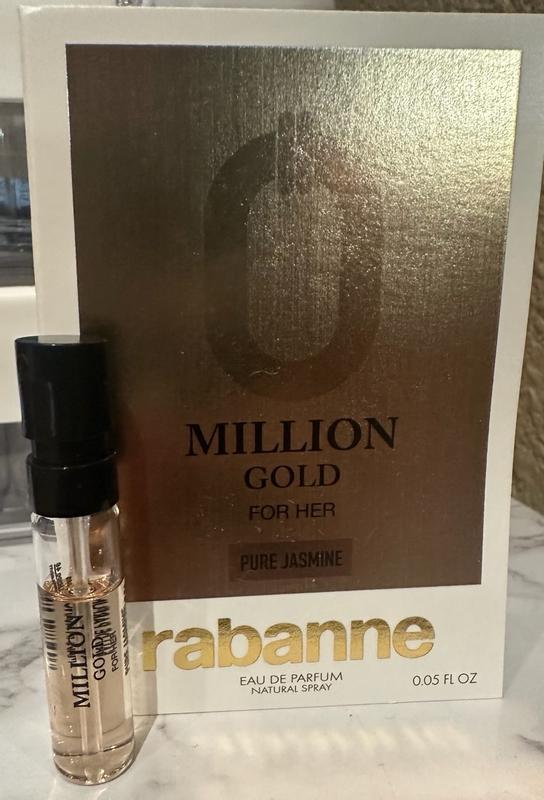 MILLION
GOLD
FOR HER
PURE JASMINE
rabanne
EAU DE PARFUM
NATURAL SPRAY
0.05 FL OZ
MILLION
GOLD
FOR HER